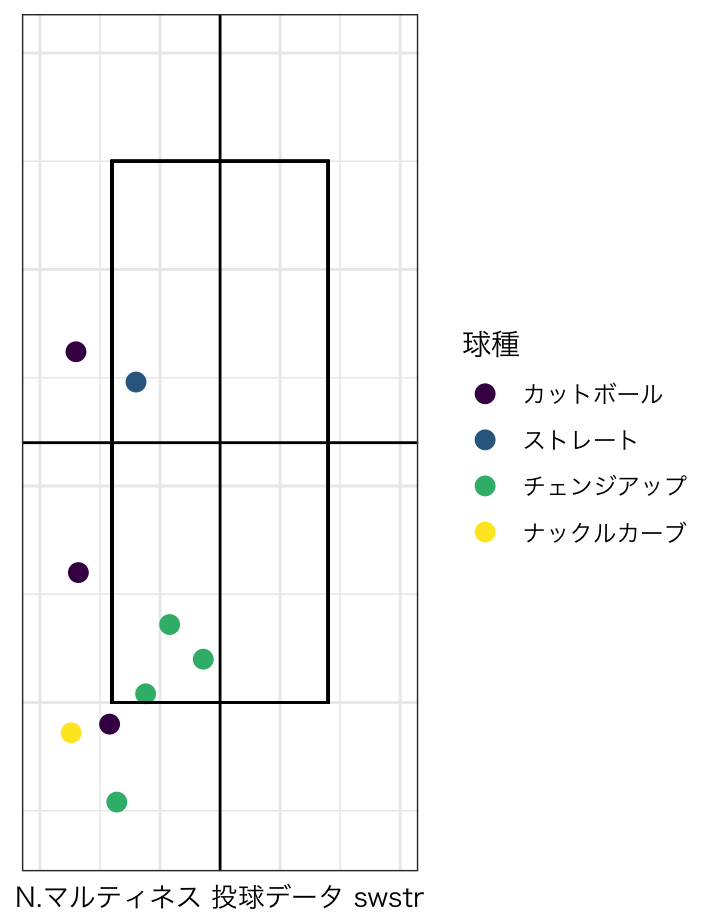 球種
カットボール
ストレート
チェンジアップ
ナックルカーブ
N.マルティネス 投球データ swstr